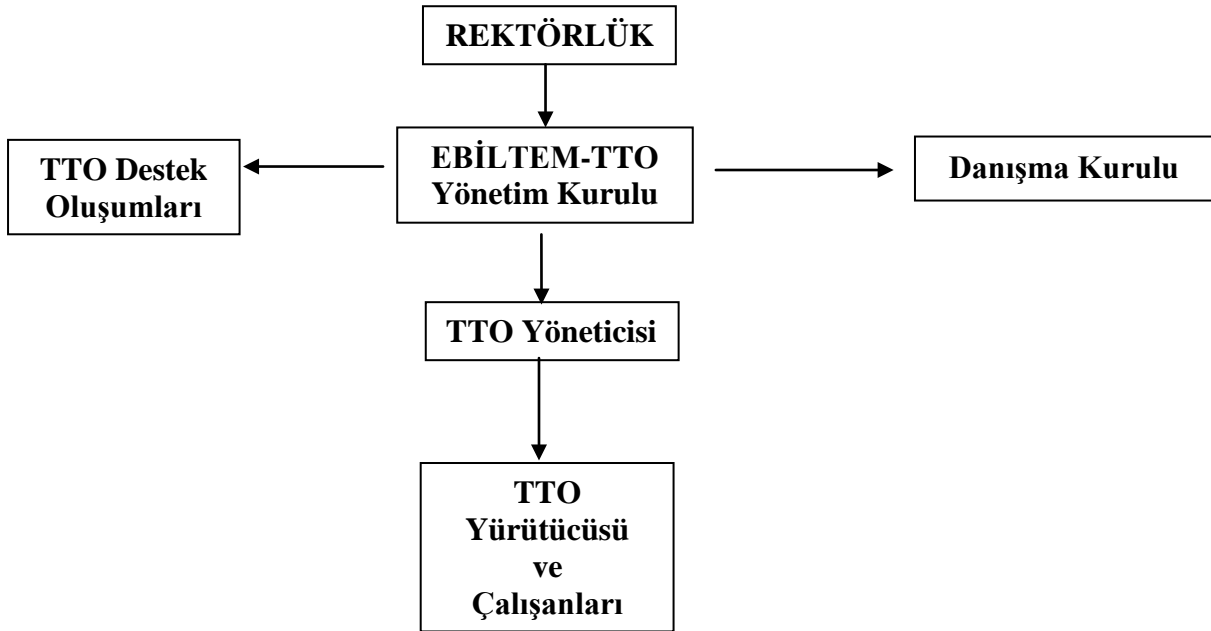 REKTÖRLÜK
EBİLTEM-TTO
Yönetim Kurulu
TTO Destek
Oluşumları
Danışma Kurulu
TTO Yöneticisi
TTO
Yürütücüsü
ve
Çalışanları